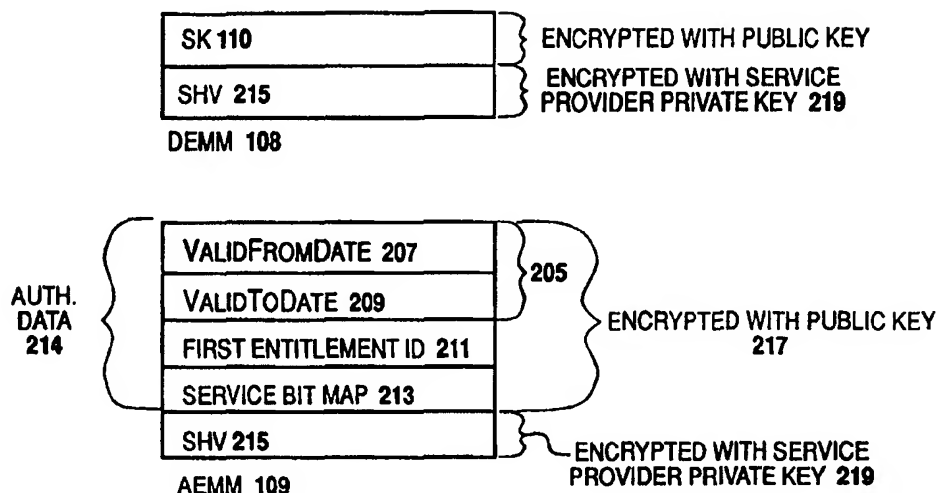 SK 110
ENCRYPTED WITH PUBLIC KEY
SHV 215
ENCRYPTED WITH SERVICE
PROVIDER PRIVATE KEY 219
DEMM 108
AUTH.
DATA
214
VALIDFROMDATE 207
VALIDTODATE 209
205
FIRST ENTITLEMENT ID 211
SERVICE BIT MAP 213
ENCRYPTED WITH PUBLIC KEY
217
SHV 215
ENCRYPTED WITH SERVICE
PROVIDER PRIVATE KEY 219
AEMM 109